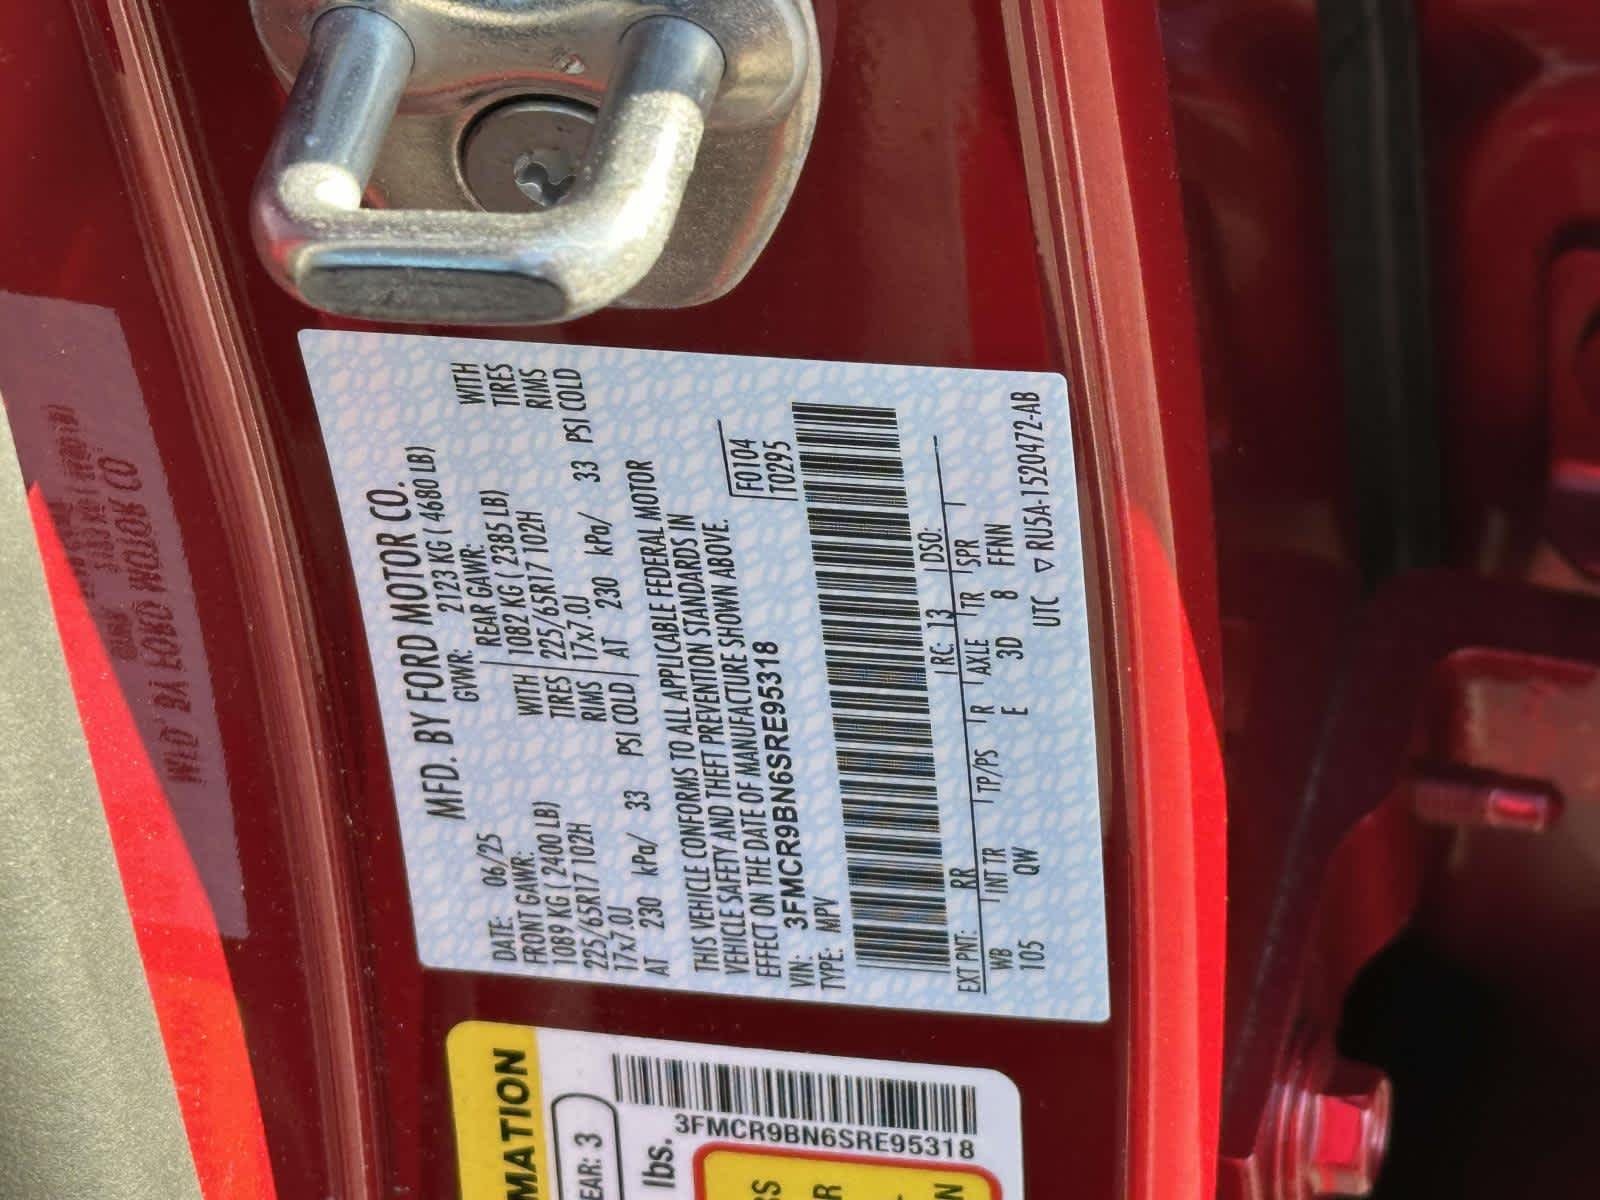 MFD. BY FORD MOTOR CO.
DATE: 06/25 GVWR: 2123 KG ( 4680 LB)
FRONT GAWR: REAR GAWR: WITH
1089 KG ( 2400 LB) WITH 1082 KG ( 2385 LB) TIRES
225/65R17 102H TIRES 225/65R17 102H RIMS
17x7.0J RIMS 17x7.0J
AT 230 kPa/ 33 PSI COLD AT 230 kPa/ 33 PSI COLD
THIS VEHICLE CONFORMS TO ALL APPLICABLE FEDERAL MOTOR
VEHICLE SAFETY AND THEFT PREVENTION STANDARDS IN
EFFECT ON THE DATE OF MANUFACTURE SHOWN ABOVE.
VIN: 3FMCR9BN6SRE95318 F0104
TYPE: MPV T0295
EXT PNT: RR RC: 13 DSO:
WB INT TR TP/PS R AXLE TR SPR
105 QW E 3D 8 FFNN
UTC ▽ RU5A-1520472-AB
MATION
EAR: 3
lbs.
3FMCR9BN6SRE95318